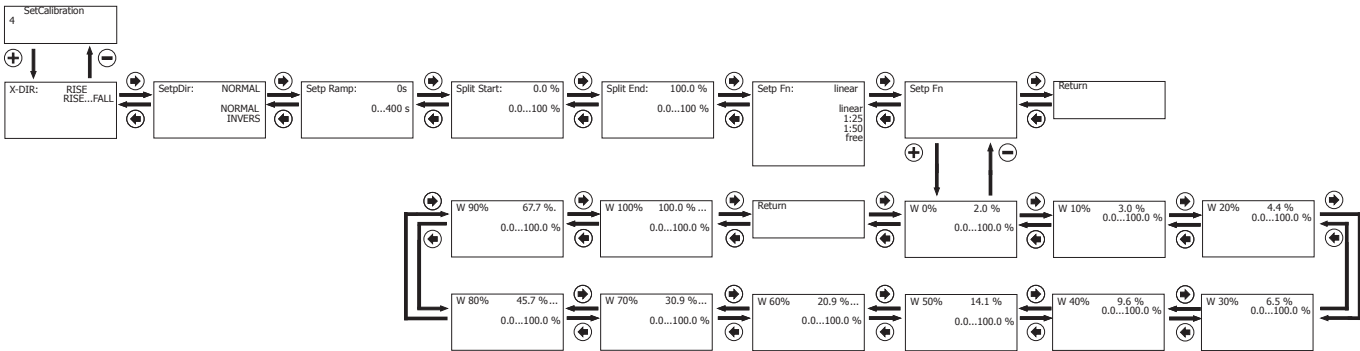 SetCalibration
4
X-DIR: RISE
RISE...FALL
SetpDir: NORMAL
NORMAL
INVERS
Setp Ramp: 0s
0...400 s
Split Start: 0.0 %
0.0...100 %
Split End: 100.0 %
0.0...100 %
Setp Fn: linear
linear
1:25
1:50
free
Setp Fn
Return
W 90% 67.7 %.
0.0...100.0 %
W 100% 100.0 % ...
0.0...100.0 %
Return
W 0% 2.0 %
0.0...100.0 %
W 10% 3.0 %
0.0...100.0 %
W 20% 4.4 %
0.0...100.0 %
W 80% 45.7 %...
0.0...100.0 %
W 70% 30.9 %...
0.0...100.0 %
W 60% 20.9 %...
0.0...100.0 %
W 50% 14.1 %
0.0...100.0 %
W 40% 9.6 %
0.0...100.0 %
W 30% 6.5 %
0.0...100.0 %